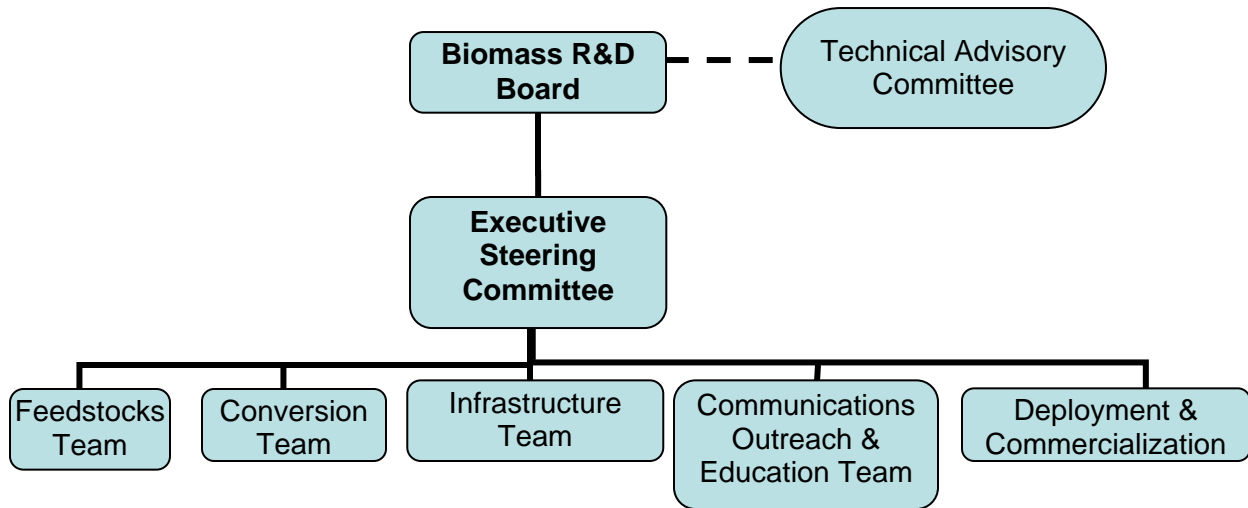 Biomass R&D
Board
Technical Advisory
Committee
Executive
Steering
Committee
Feedstocks
Team
Conversion
Team
Infrastructure
Team
Communications
Outreach &
Education Team
Deployment &
Commercialization